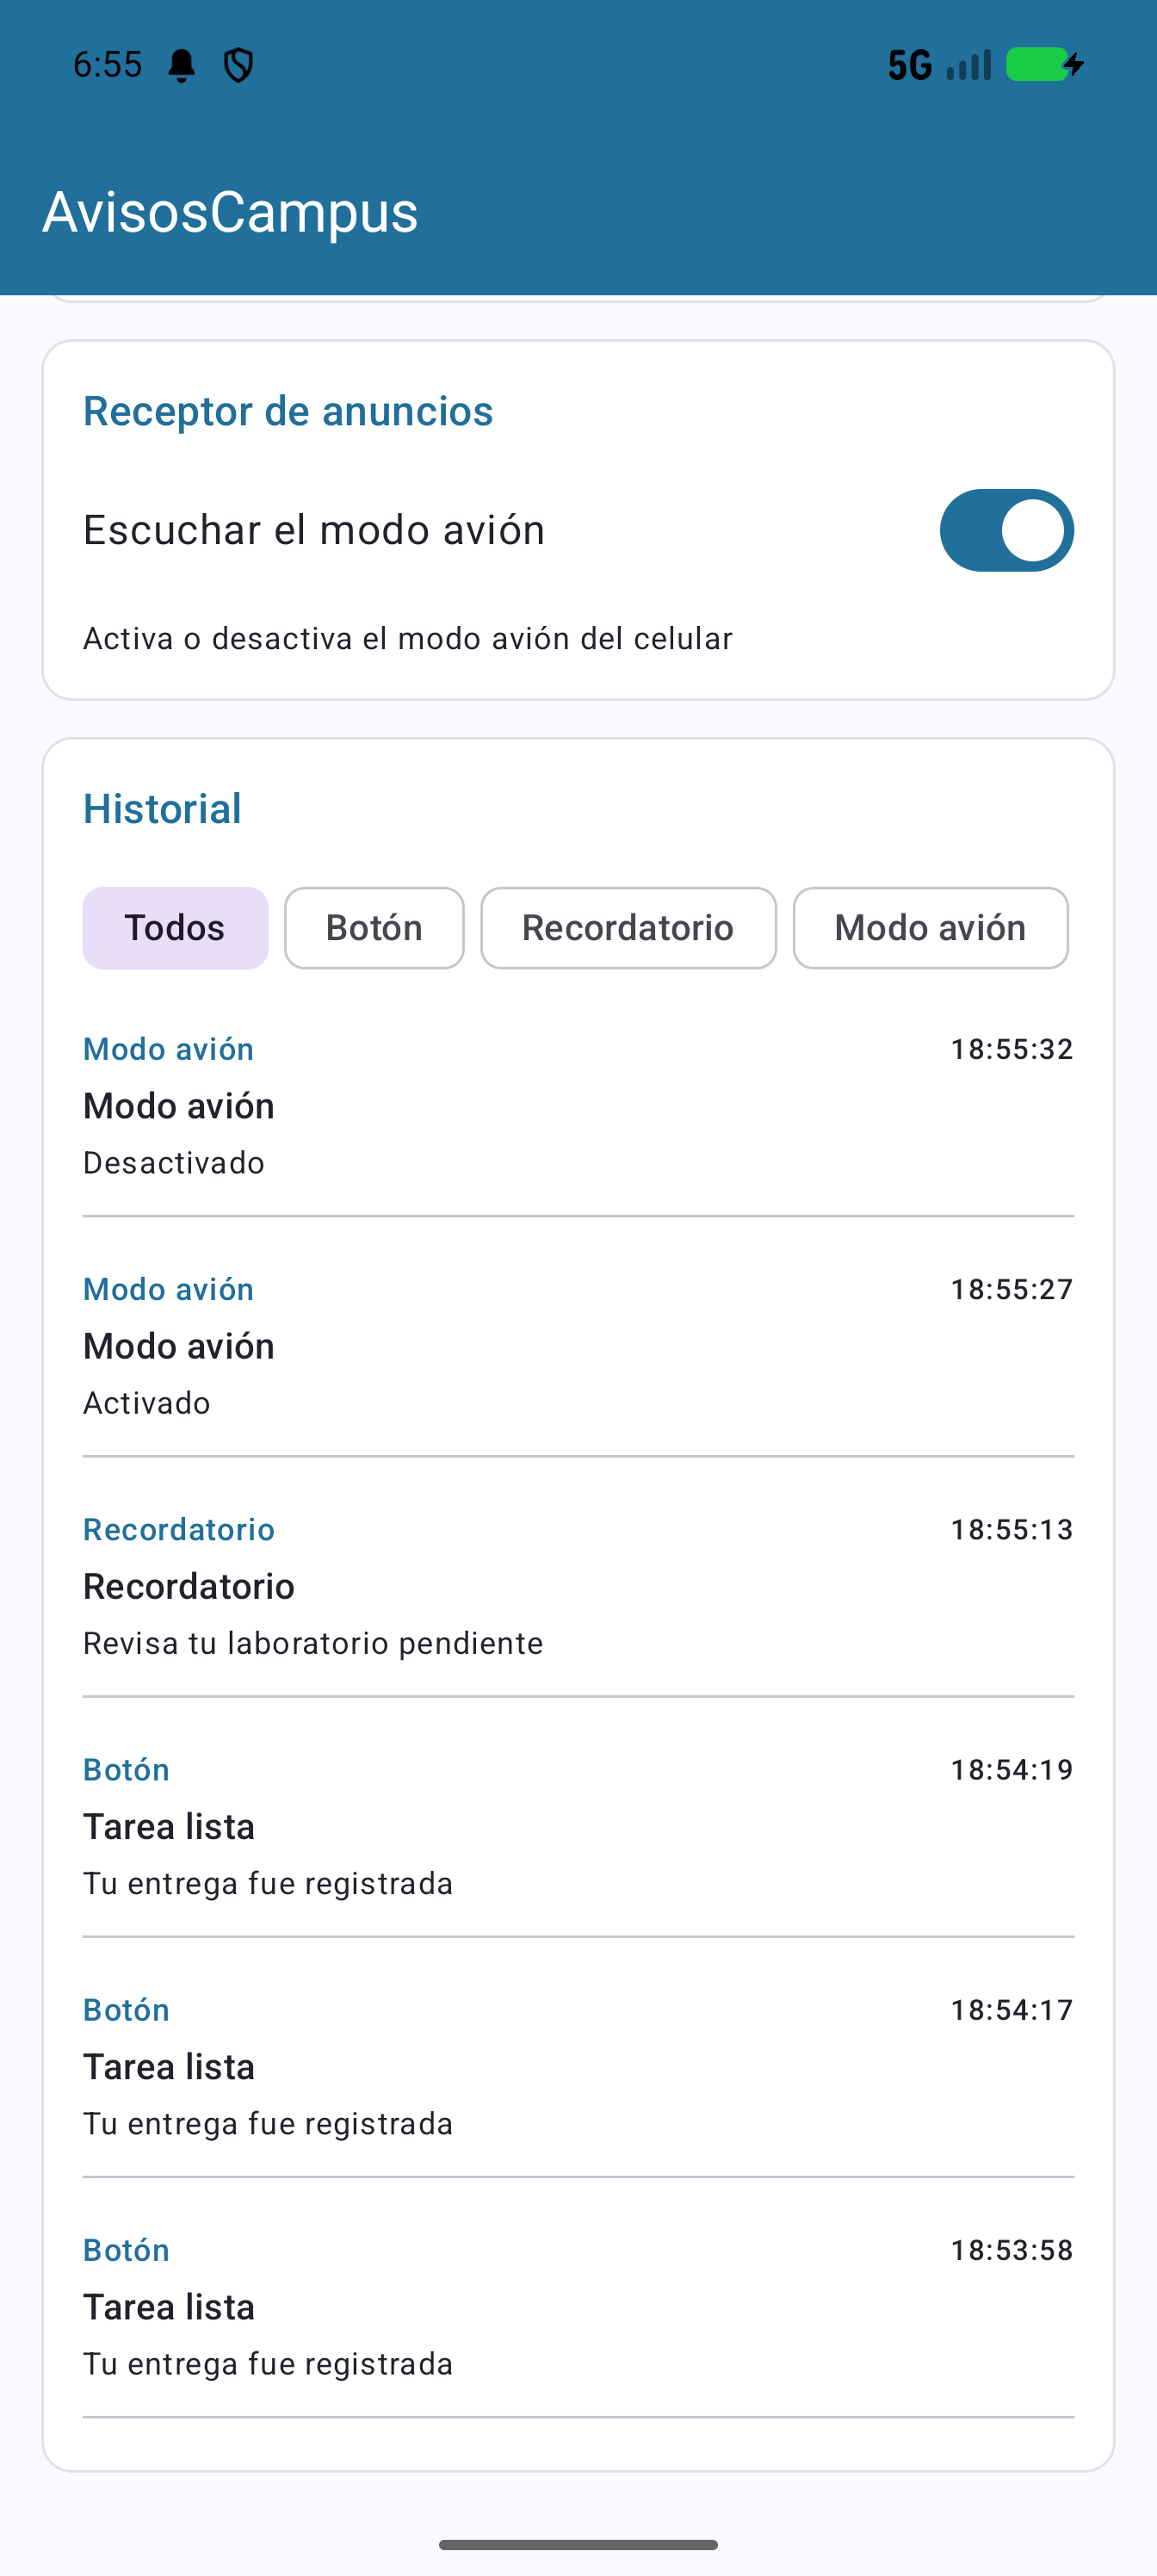 6:55
5G
AvisosCampus
Receptor de anuncios
Escuchar el modo avión
Activa o desactiva el modo avión del celular
Historial
Todos Botón Recordatorio Modo avión
Modo avión 18:55:32
Modo avión
Desactivado
Modo avión 18:55:27
Modo avión
Activado
Recordatorio 18:55:13
Recordatorio
Revisa tu laboratorio pendiente
Botón 18:54:19
Tarea lista
Tu entrega fue registrada
Botón 18:54:17
Tarea lista
Tu entrega fue registrada
Botón 18:53:58
Tarea lista
Tu entrega fue registrada